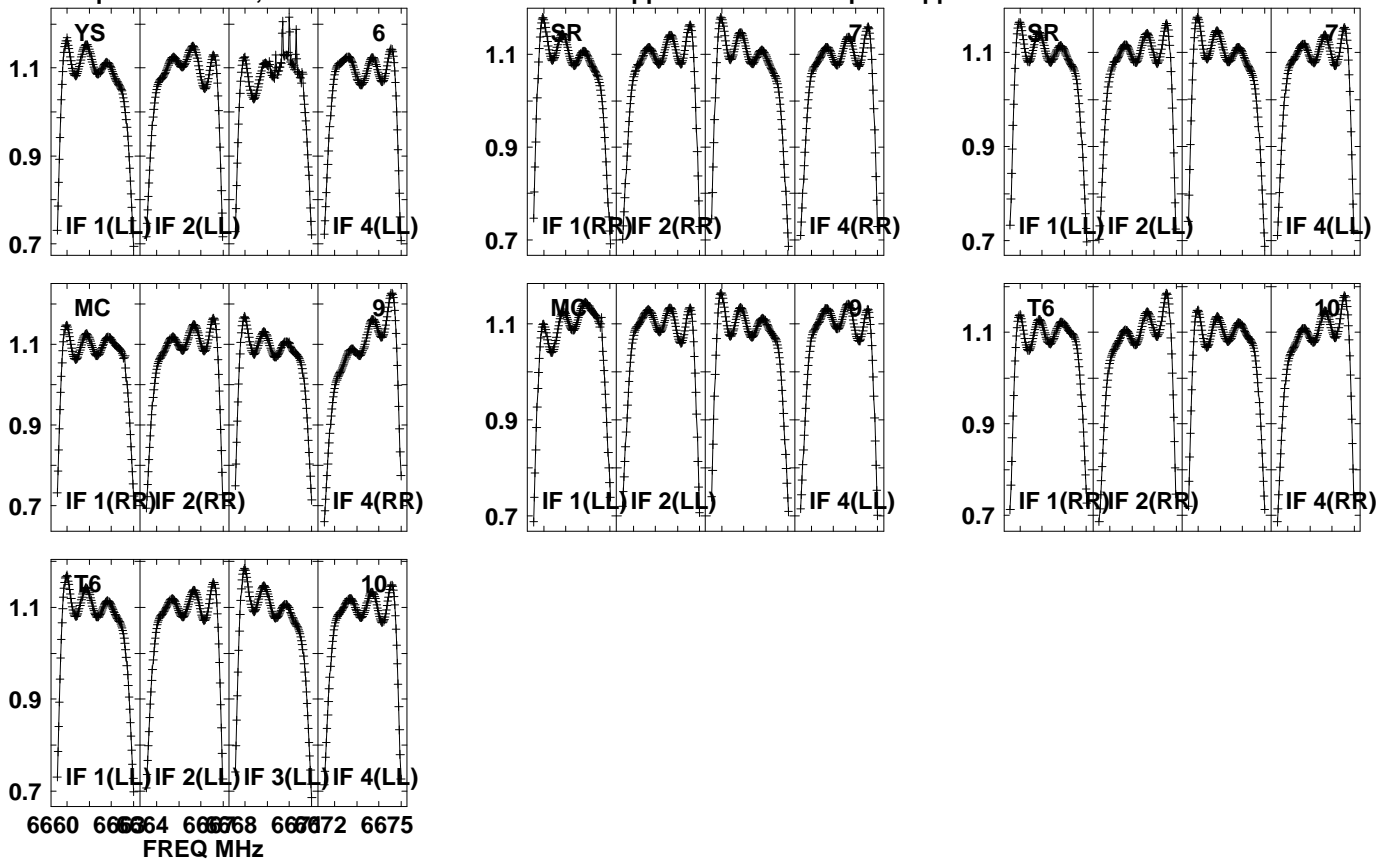 YS 6
1.1
0.9
0.7
IF 1(LL) IF 2(LL) IF 4(LL)
SR 7
1.1
0.9
0.7
IF 1(RR) IF 2(RR) IF 4(RR)
SR 7
1.1
0.9
0.7
IF 1(LL) IF 2(LL) IF 4(LL)
MC 9
1.1
0.9
0.7
IF 1(RR) IF 2(RR) IF 4(RR)
MC 9
1.1
0.9
0.7
IF 1(LL) IF 2(LL) IF 4(LL)
T6 10
1.1
0.9
0.7
IF 1(RR) IF 2(RR) IF 4(RR)
T6 10
1.1
0.9
0.7
IF 1(LL) IF 2(LL) IF 3(LL) IF 4(LL)
6660 6663 6664 6667 6668 6671 6672 6675
FREQ MHz